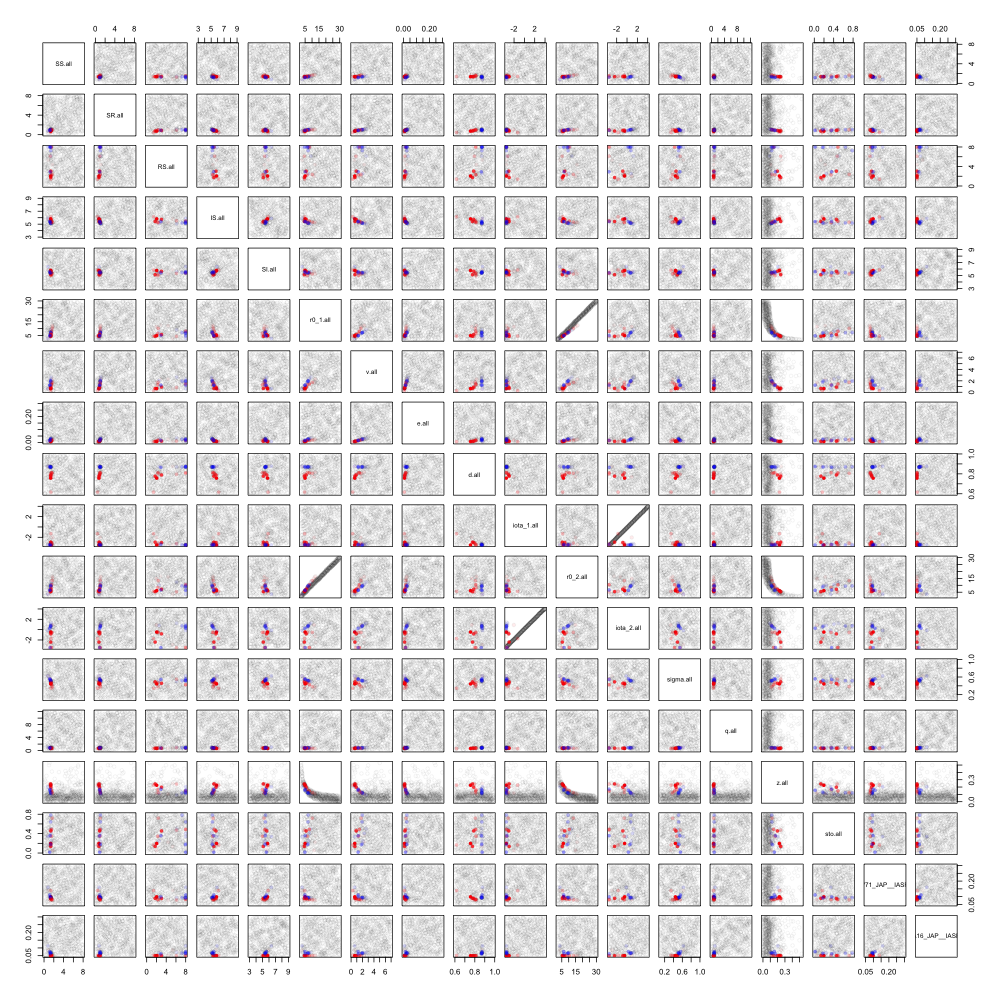 0 4 8 3 5 7 9 5 15 30 0.00 0.20 -2 2 -2 2 0 4 8 0.0 0.4 0.8 0.05 0.20
SS.all 0 4 8
0 4 8 SR.all
RS.all 0 4 8
3 5 9 IS.all
SI.all 3 5 9
5 15 30 r0_1.all
v.all 0 2 4 6
0.00 0.20 e.all
d.all 0.6 0.8 1.0
-2 2 iota_1.all
r0_2.all 5 15 30
-2 2 iota_2.all
sigma.all 0.2 0.6 1.0
0 4 8 q.all
z.all 0.0 0.3
0.0 0.4 0.8 sto.all
71_JAP__IASI 0.05 0.20
0.05 0.20 16_JAP__IASI
0 4 8 0 4 8 3 5 7 9 0 2 4 6 0.6 0.8 1.0 5 15 30 0.2 0.6 1.0 0.0 0.3 0.05 0.20